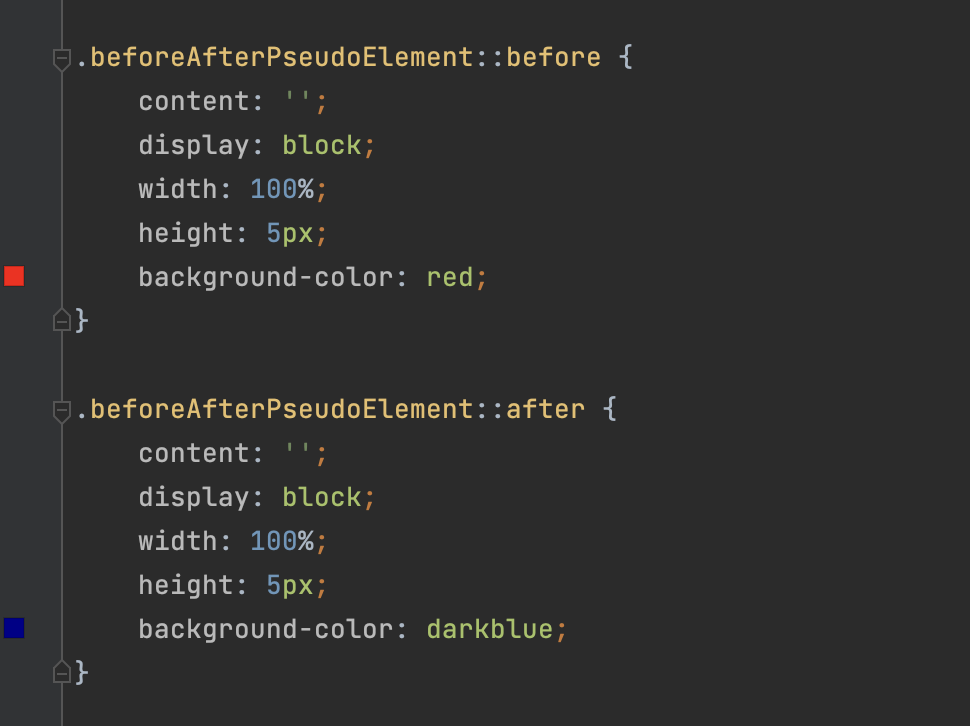 .beforeAfterPseudoElement::before {
content: '';
display: block;
width: 100%;
height: 5px;
background-color: red;
}
.beforeAfterPseudoElement::after {
content: '';
display: block;
width: 100%;
height: 5px;
background-color: darkblue;
}